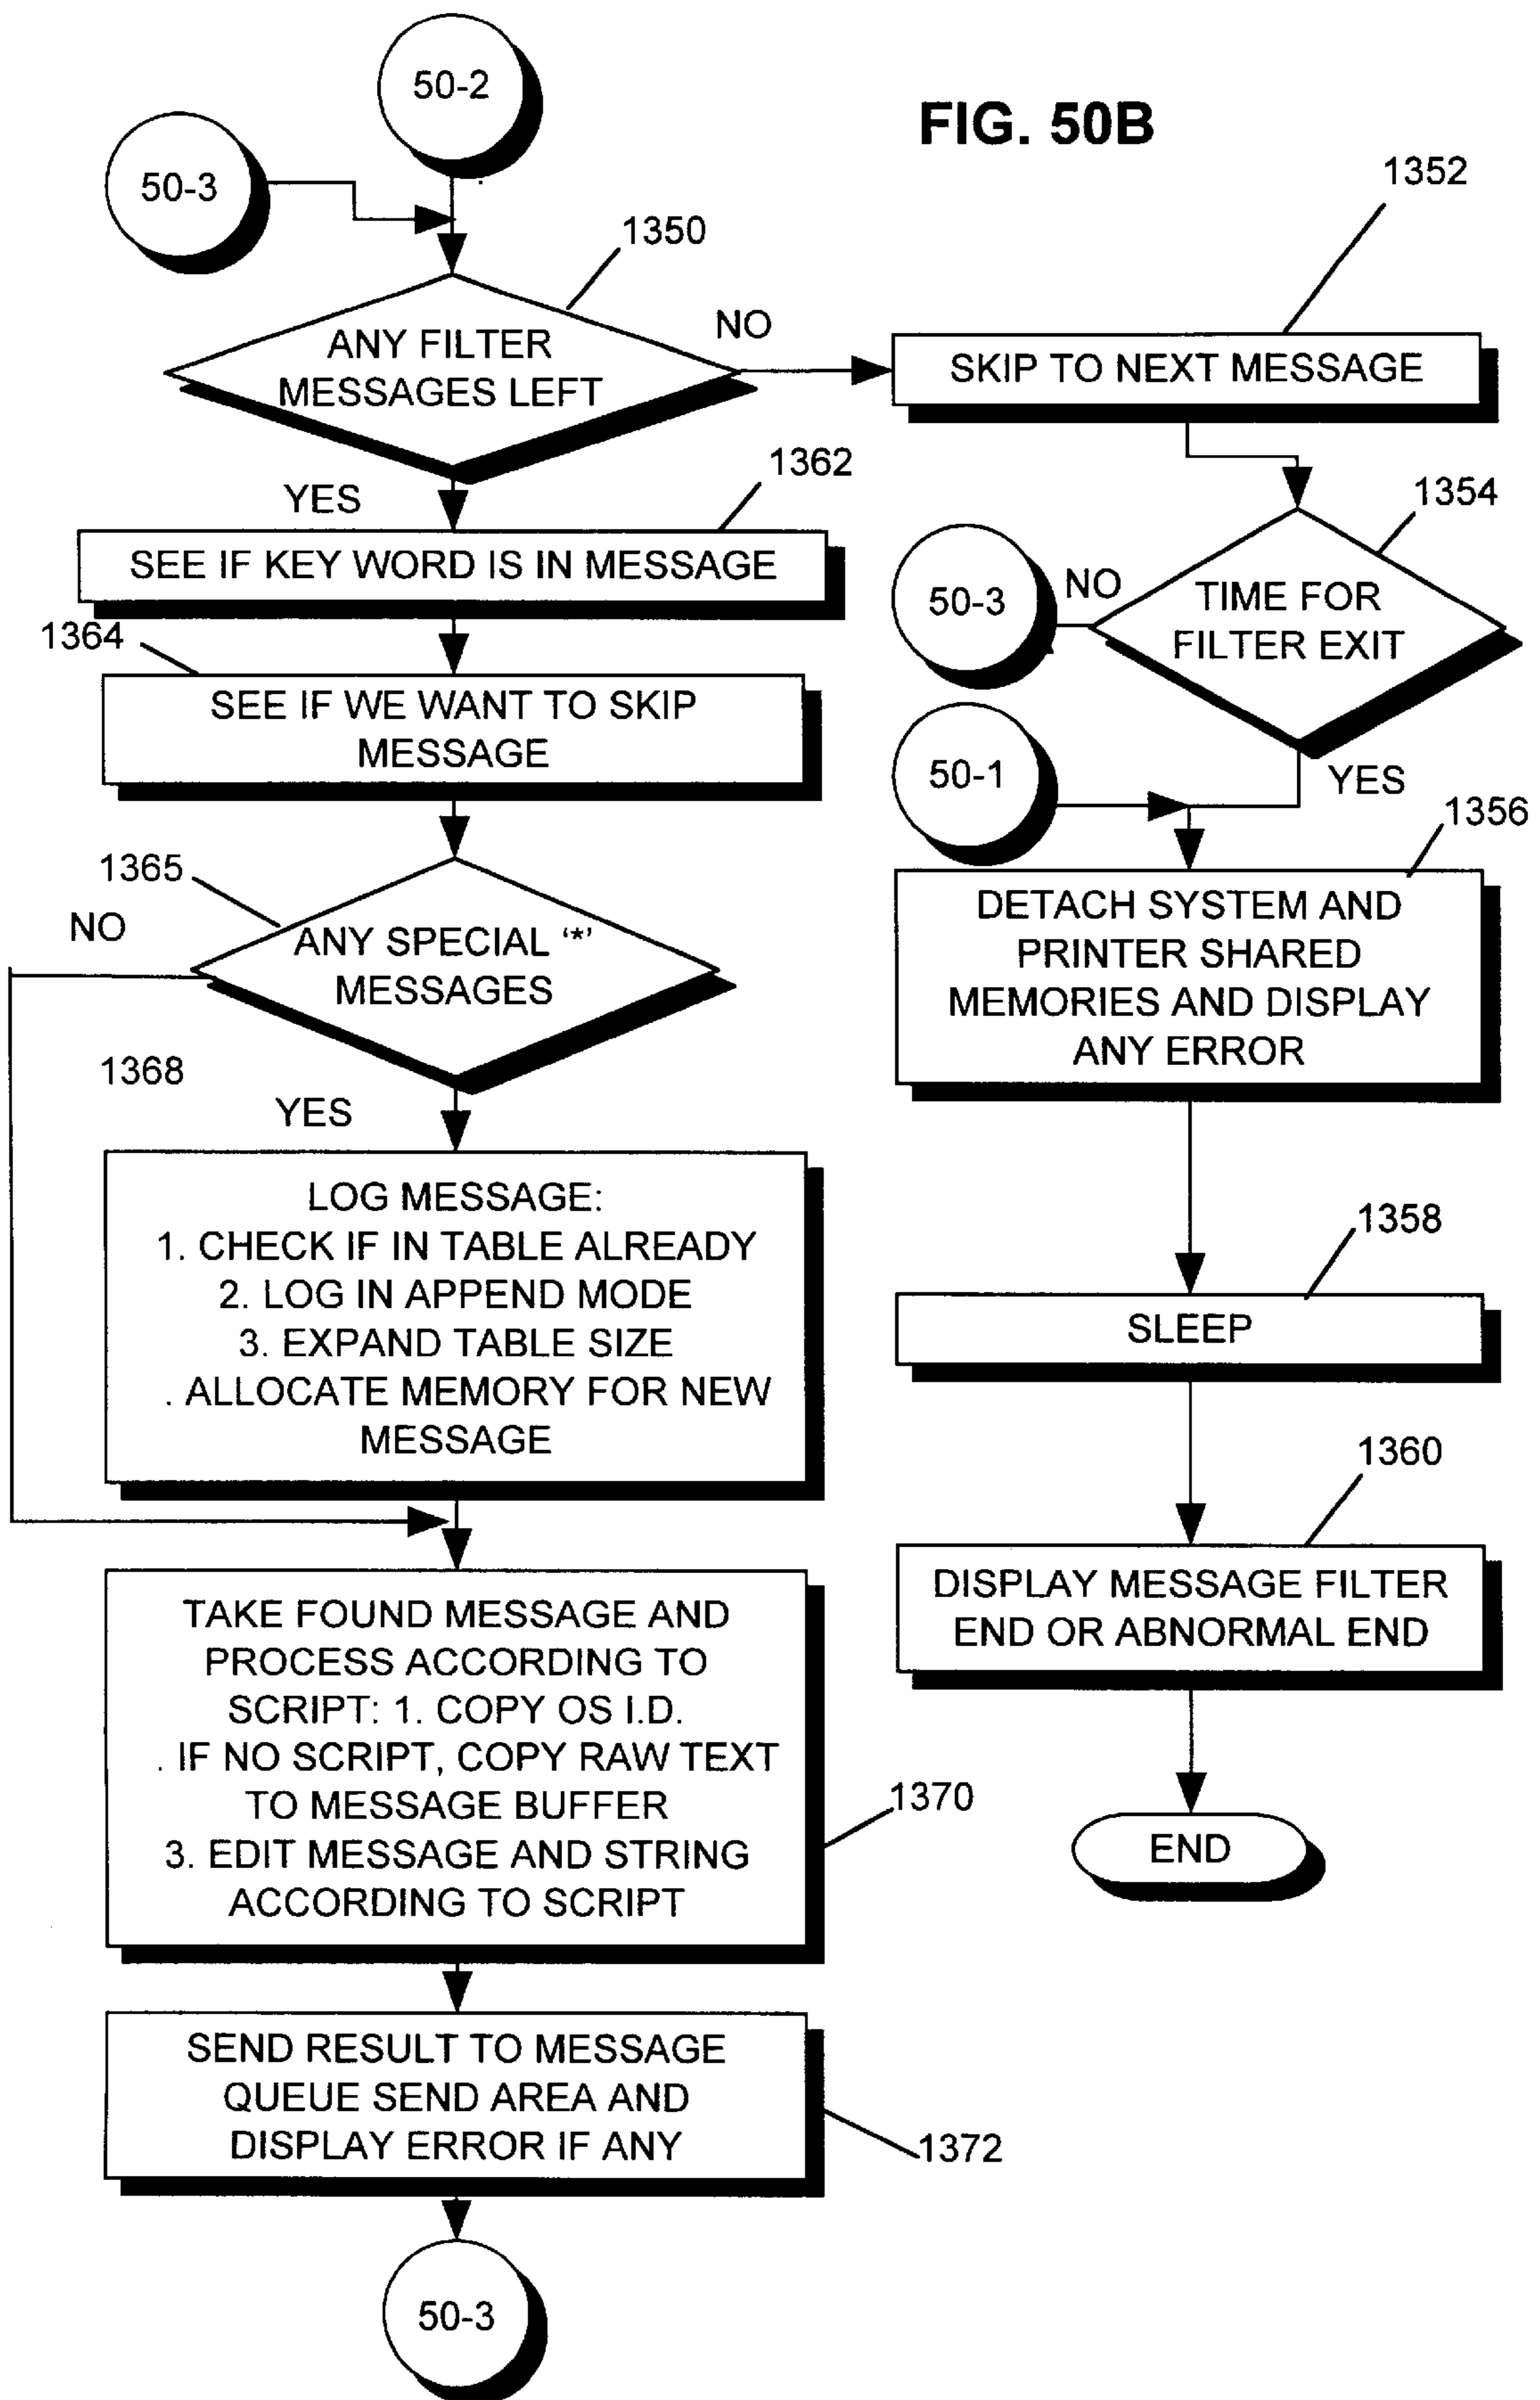 50-2
FIG. 50B
50-3
1352
1350
ANY FILTER
MESSAGES LEFT
NO
SKIP TO NEXT MESSAGE
YES
1362
SEE IF KEY WORD IS IN MESSAGE
1364
SEE IF WE WANT TO SKIP
MESSAGE
1365
NO
ANY SPECIAL '*'
MESSAGES
1368
YES
LOG MESSAGE:
1. CHECK IF IN TABLE ALREADY
2. LOG IN APPEND MODE
3. EXPAND TABLE SIZE
. ALLOCATE MEMORY FOR NEW
MESSAGE
TAKE FOUND MESSAGE AND
PROCESS ACCORDING TO
SCRIPT: 1. COPY OS I.D.
. IF NO SCRIPT, COPY RAW TEXT
TO MESSAGE BUFFER
3. EDIT MESSAGE AND STRING
ACCORDING TO SCRIPT
1370
SEND RESULT TO MESSAGE
QUEUE SEND AREA AND
DISPLAY ERROR IF ANY
1372
50-3
1354
50-3
NO
TIME FOR
FILTER EXIT
50-1
YES
1356
DETACH SYSTEM AND
PRINTER SHARED
MEMORIES AND DISPLAY
ANY ERROR
1358
SLEEP
1360
DISPLAY MESSAGE FILTER
END OR ABNORMAL END
END